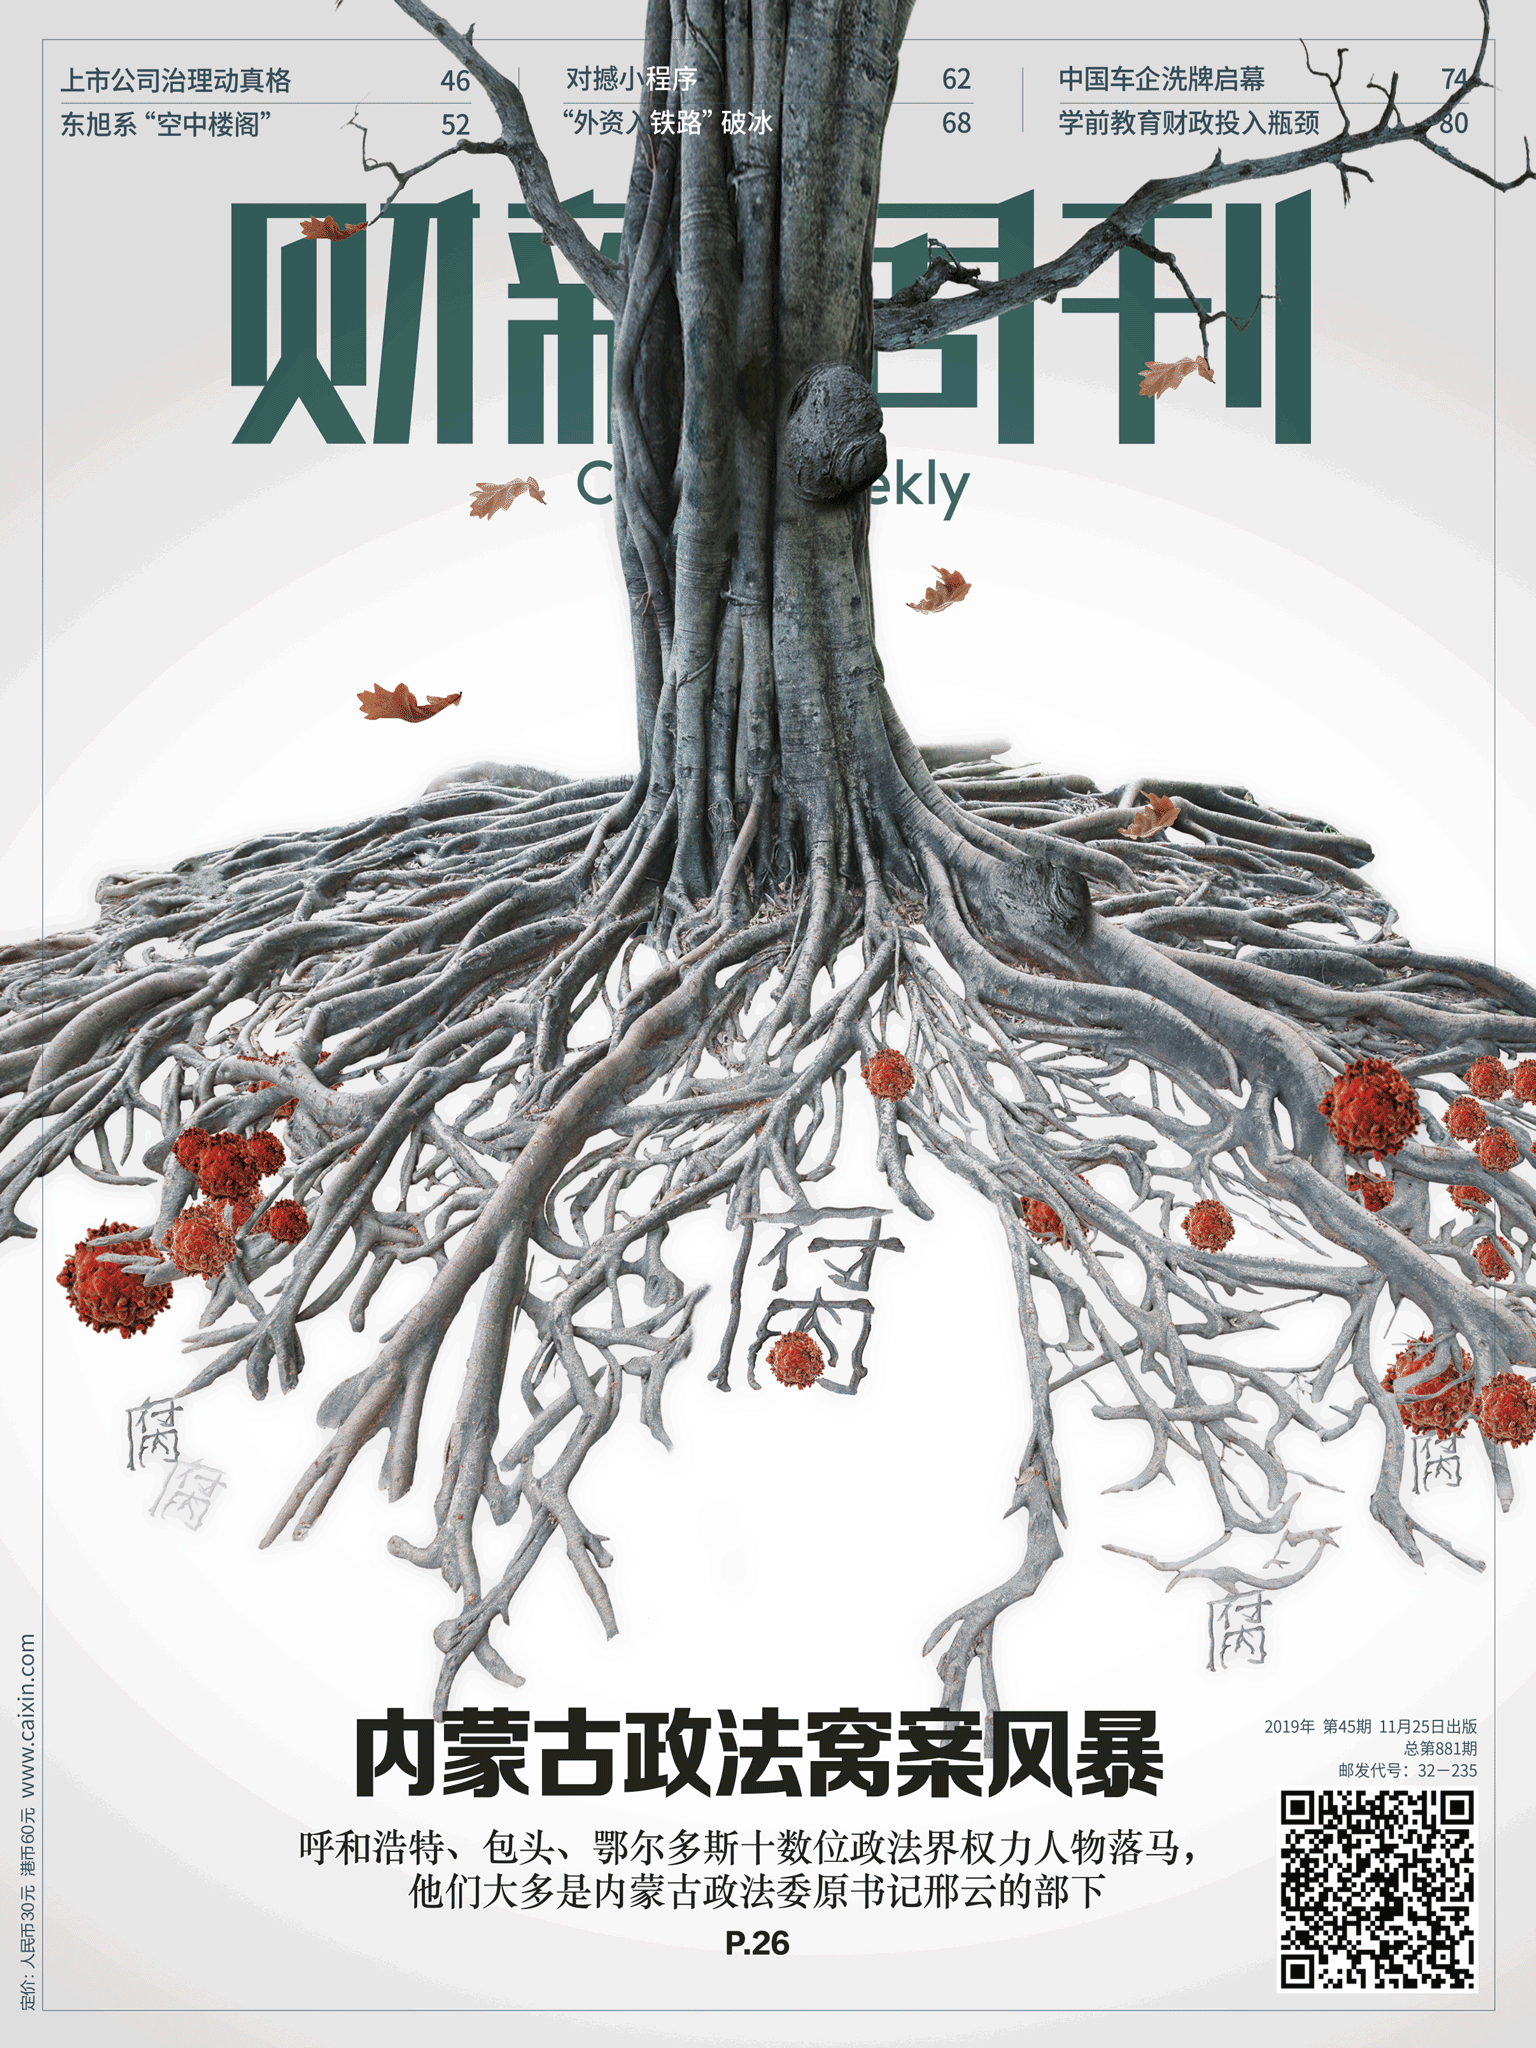 上市公司治理动真格 46
东旭系“空中楼阁” 52
对撼小程序 62
“外资入铁路”破冰 68
中国车企洗牌启幕 74
学前教育财政投入瓶颈 80
财新周刊
C ekly
腐
腐
腐
腐
腐
内蒙古政法窝案风暴
呼和浩特、包头、鄂尔多斯十数位政法界权力人物落马，
他们大多是内蒙古政法委原书记邢云的部下
P.26
2019年 第45期 11月25日出版
总第881期
邮发代号：32－235
定价：人民币30元 港币60元 www.caixin.com